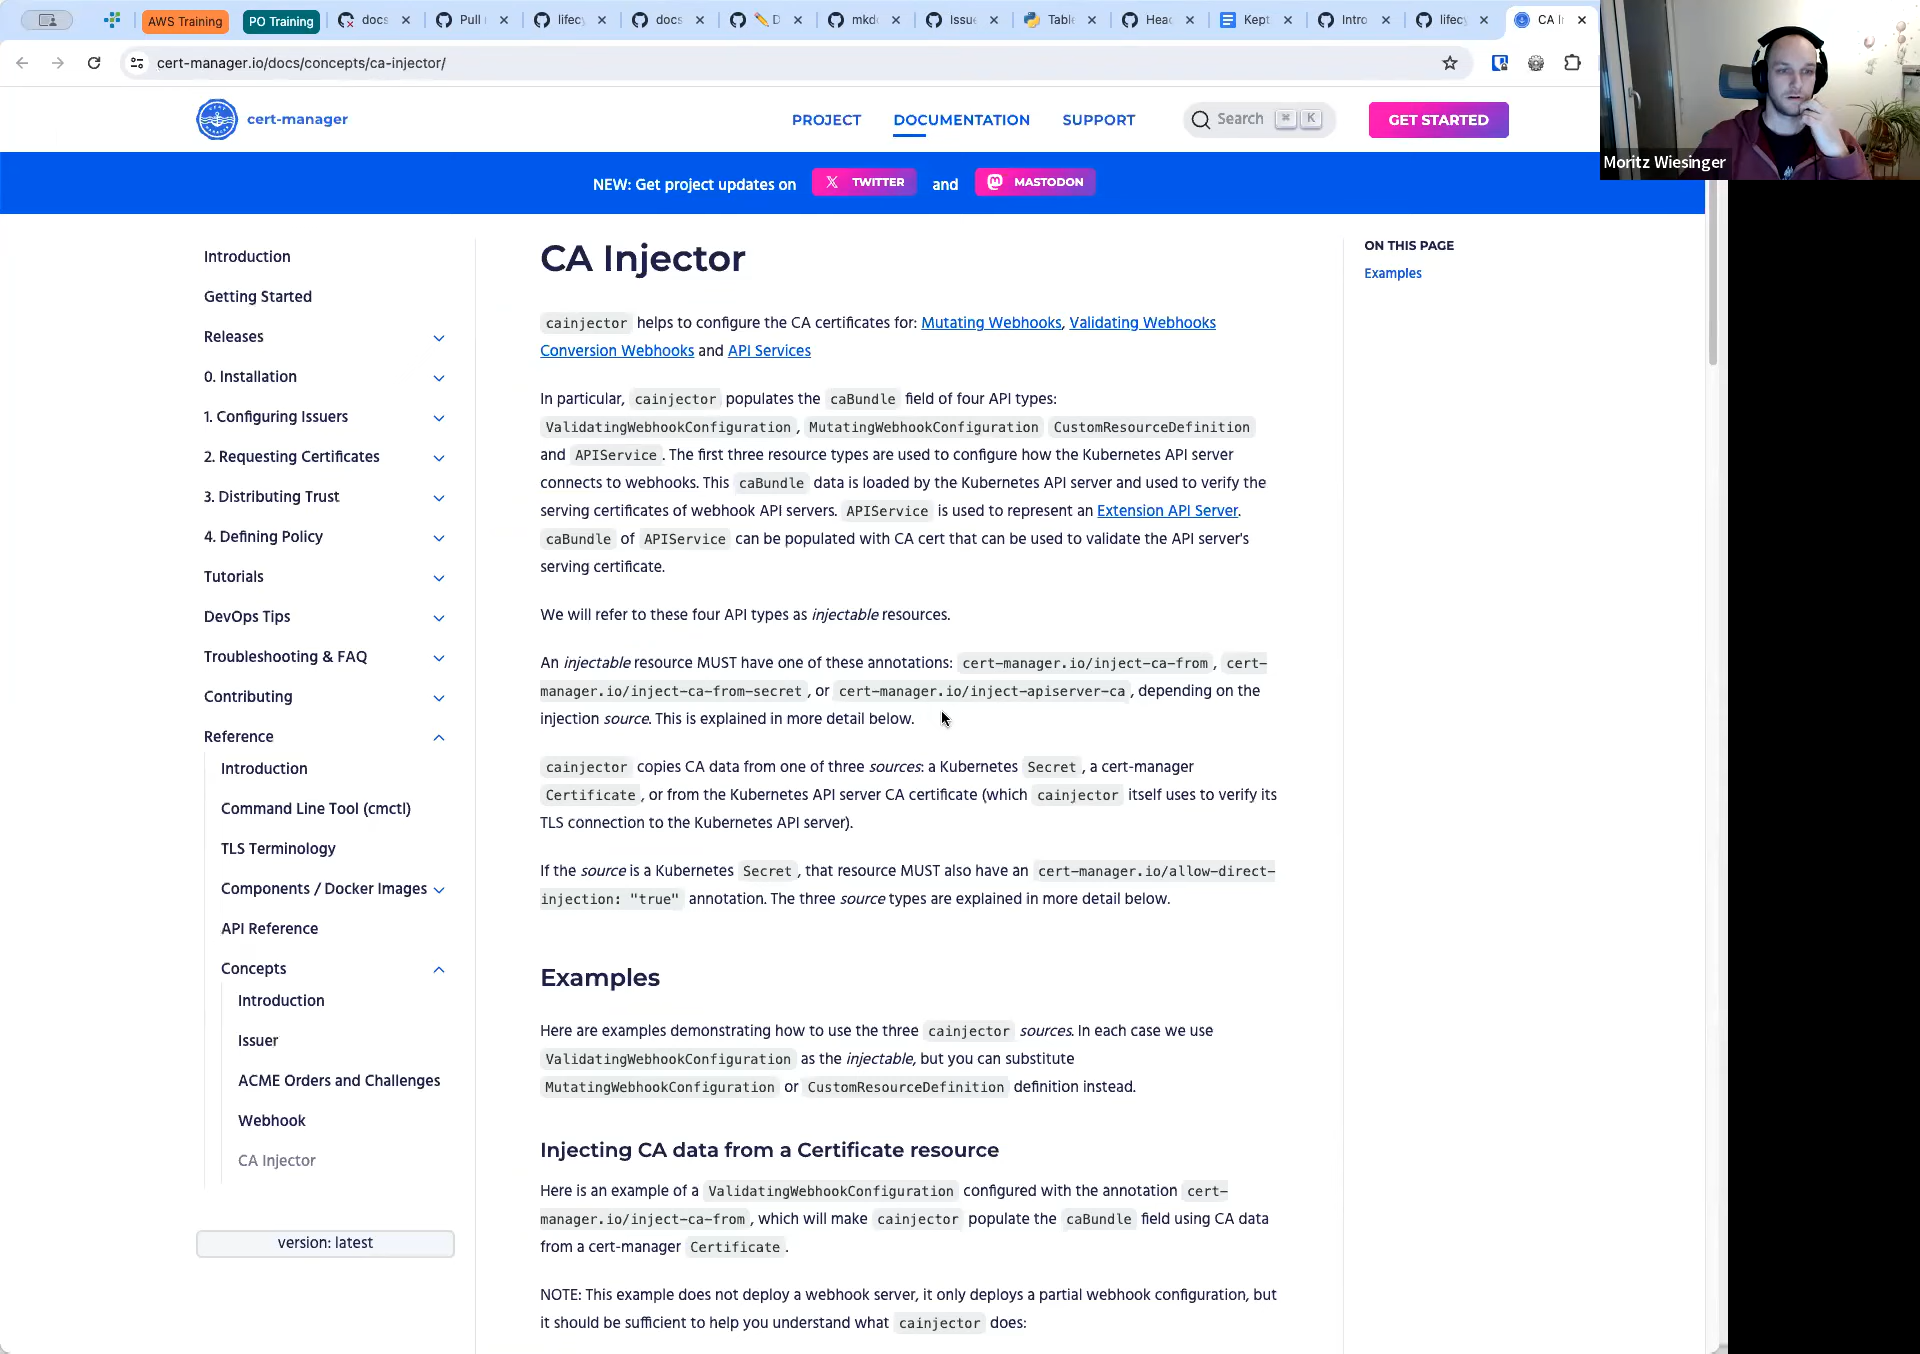 AWS Training
PO Training
docs
Pull
lifecy
docs
D
mkdo
Issue
Table
Head
Kept
Intro
lifecy
CA I
cert-manager.io/docs/concepts/ca-injector/
cert-manager
PROJECT
DOCUMENTATION
SUPPORT
Search ⌘ K
GET STARTED
Moritz Wiesinger
NEW: Get project updates on TWITTER and MASTODON
Introduction
Getting Started
Releases
0. Installation
1. Configuring Issuers
2. Requesting Certificates
3. Distributing Trust
4. Defining Policy
Tutorials
DevOps Tips
Troubleshooting & FAQ
Contributing
Reference
Introduction
Command Line Tool (cmctl)
TLS Terminology
Components / Docker Images
API Reference
Concepts
Introduction
Issuer
ACME Orders and Challenges
Webhook
CA Injector
version: latest
CA Injector
cainjector helps to configure the CA certificates for: Mutating Webhooks, Validating Webhooks
Conversion Webhooks and API Services
In particular, cainjector populates the caBundle field of four API types:
ValidatingWebhookConfiguration, MutatingWebhookConfiguration CustomResourceDefinition
and APIService. The first three resource types are used to configure how the Kubernetes API server
connects to webhooks. This caBundle data is loaded by the Kubernetes API server and used to verify the
serving certificates of webhook API servers. APIService is used to represent an Extension API Server.
caBundle of APIService can be populated with CA cert that can be used to validate the API server's
serving certificate.
We will refer to these four API types as injectable resources.
An injectable resource MUST have one of these annotations: cert-manager.io/inject-ca-from, cert-
manager.io/inject-ca-from-secret, or cert-manager.io/inject-apiserver-ca, depending on the
injection source. This is explained in more detail below.
cainjector copies CA data from one of three sources: a Kubernetes Secret, a cert-manager
Certificate, or from the Kubernetes API server CA certificate (which cainjector itself uses to verify its
TLS connection to the Kubernetes API server).
If the source is a Kubernetes Secret, that resource MUST also have an cert-manager.io/allow-direct-
injection: "true" annotation. The three source types are explained in more detail below.
Examples
Here are examples demonstrating how to use the three cainjector sources. In each case we use
ValidatingWebhookConfiguration as the injectable, but you can substitute
MutatingWebhookConfiguration or CustomResourceDefinition definition instead.
Injecting CA data from a Certificate resource
Here is an example of a ValidatingWebhookConfiguration configured with the annotation cert-
manager.io/inject-ca-from, which will make cainjector populate the caBundle field using CA data
from a cert-manager Certificate.
NOTE: This example does not deploy a webhook server, it only deploys a partial webhook configuration, but
it should be sufficient to help you understand what cainjector does:
ON THIS PAGE
Examples